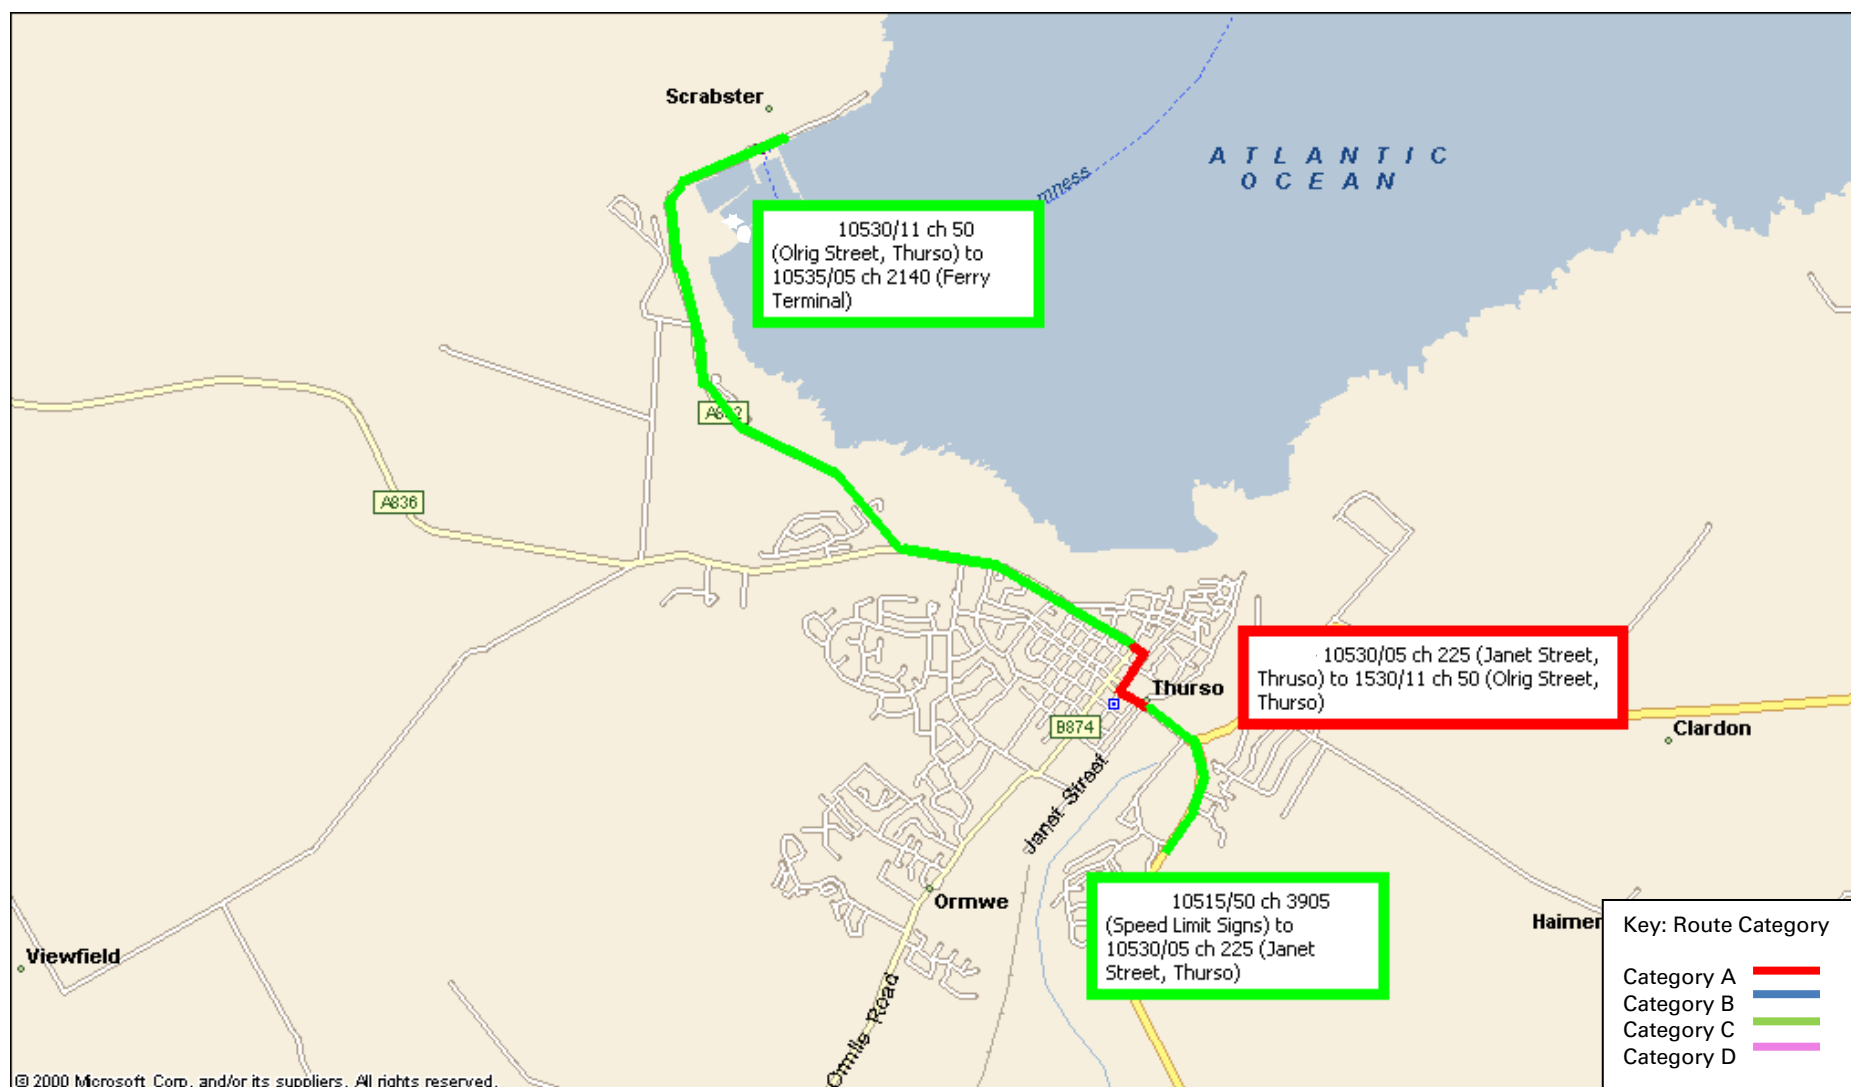 Scrabster
ATLANTIC
OCEAN
mness
10530/11 ch 50
(Olrig Street, Thurso) to
10535/05 ch 2140 (Ferry
Terminal)
A836
10530/05 ch 225 (Janet Street,
Thruso) to 1530/11 ch 50 (Olrig Street,
Thurso)
Thurso
B874
Clardon
Janet Street
Ormwe
10515/50 ch 3905
(Speed Limit Signs) to
10530/05 ch 225 (Janet
Street, Thurso)
Haimer
Viewfield
Ormlie Road
Key: Route Category
Category A
Category B
Category C
Category D
© 2000 Microsoft Corp. and/or its suppliers. All rights reserved.